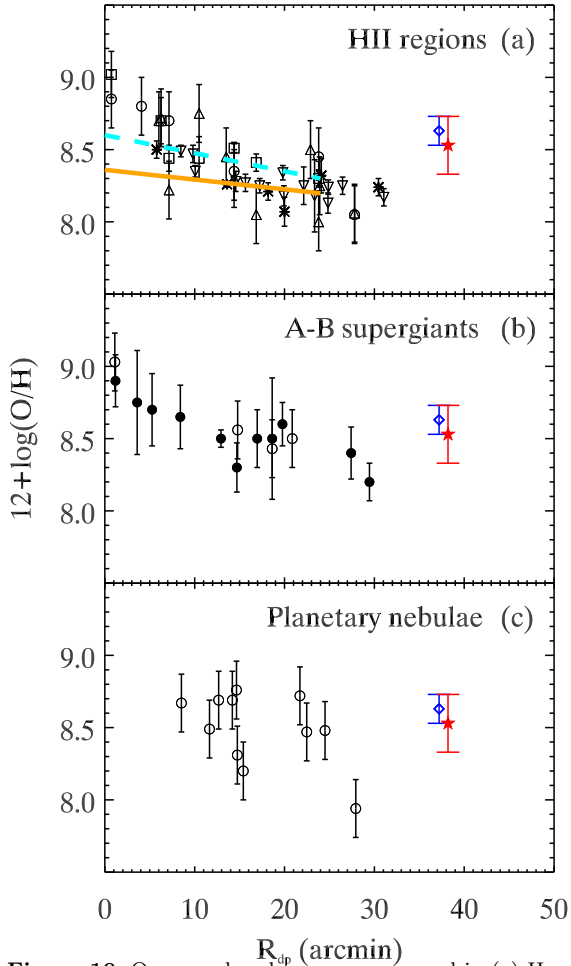 HII regions (a)
9.0
8.5
8.0
A-B supergiants (b)
12+log(O/H)
9.0
8.5
8.0
Planetary nebulae (c)
9.0
8.5
8.0
0 10 20 30 40 50
R_dp (arcmin)